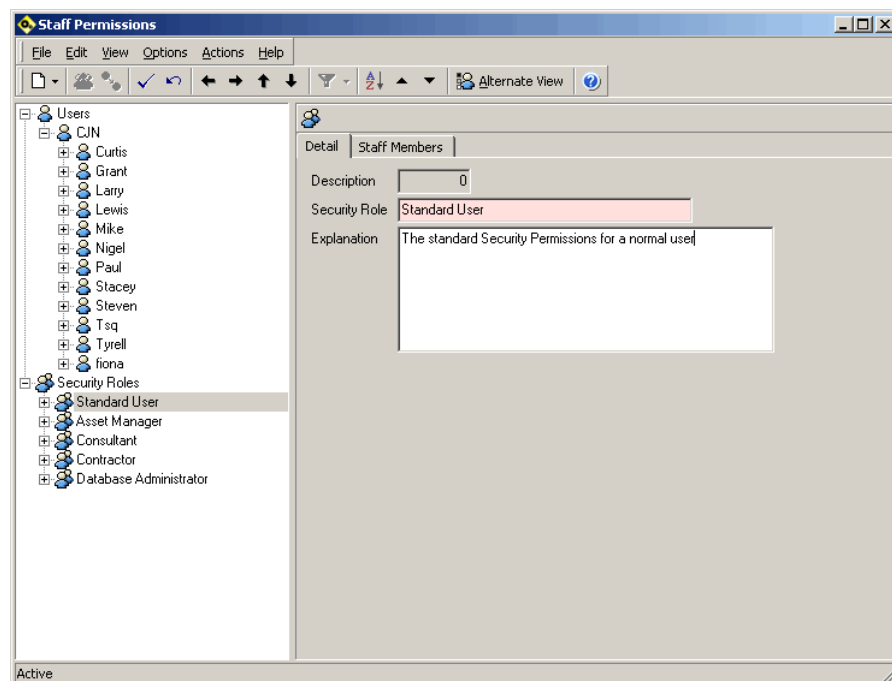 Staff Permissions
File Edit View Options Actions Help
Alternate View
Users
CJN
Curtis
Grant
Larry
Lewis
Mike
Nigel
Paul
Stacey
Steven
Tsq
Tyrell
fiona
Security Roles
Standard User
Asset Manager
Consultant
Contractor
Database Administrator
Detail Staff Members
Description 0
Security Role Standard User
Explanation The standard Security Permissions for a normal user
Active